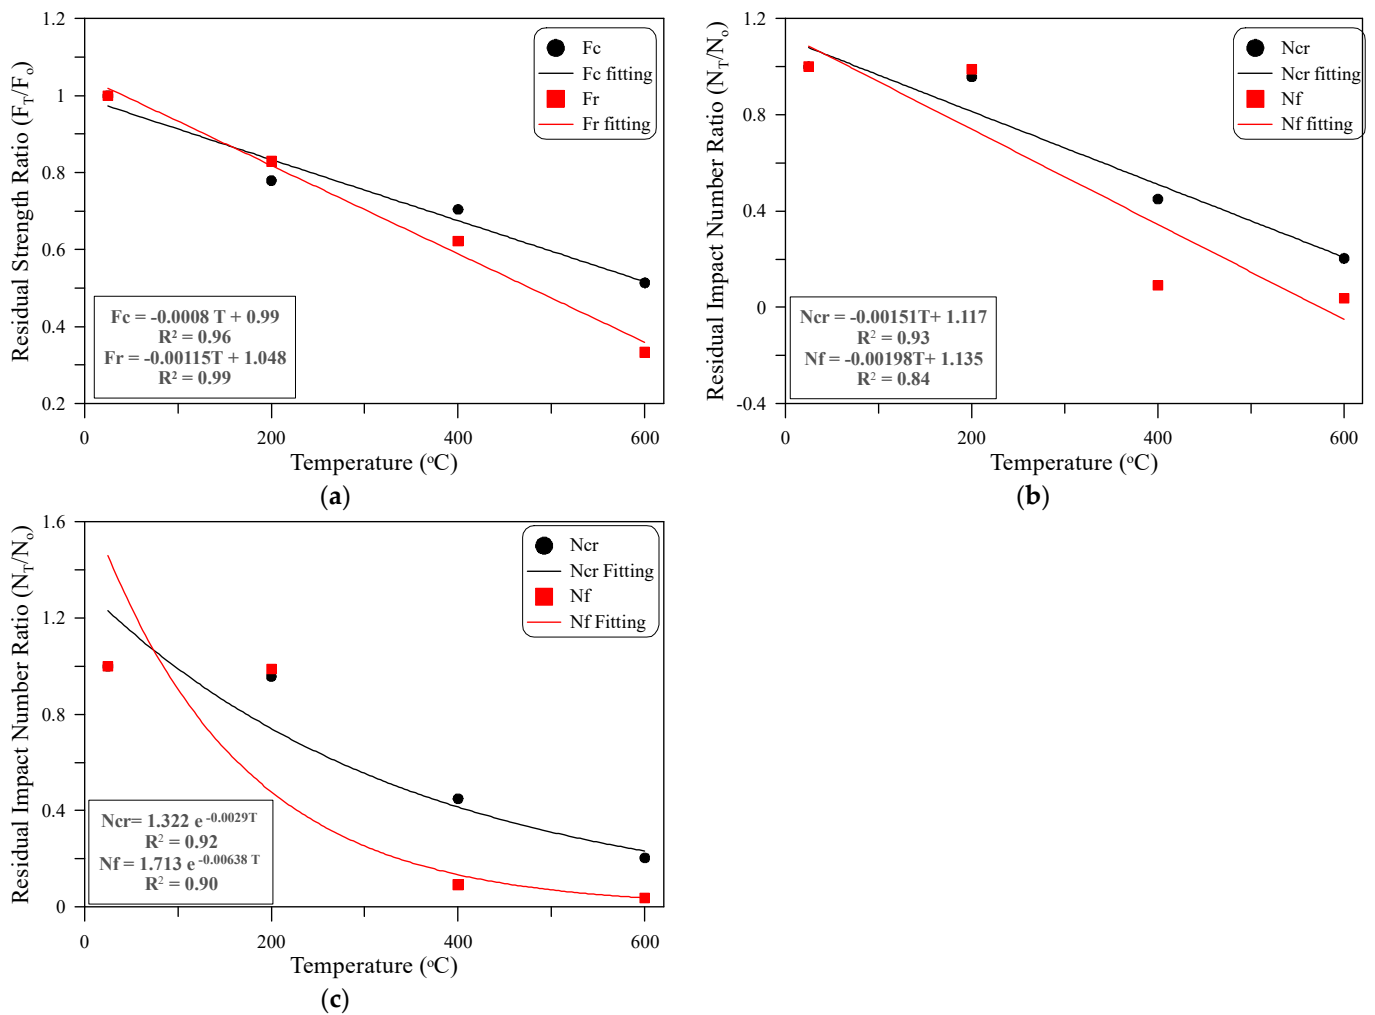 Residual Strength Ratio (F_T/F_o)
1.2
1
0.8
0.6
0.4
0.2
Fc
Fc fitting
Fr
Fr fitting
Fc = -0.0008 T + 0.99
R² = 0.96
Fr = -0.00115T + 1.048
R² = 0.99
0 200 400 600
Temperature (°C)
(a)
Residual Impact Number Ratio (N_T/N_o)
1.2
0.8
0.4
0
-0.4
Ncr
Ncr fitting
Nf
Nf fitting
Ncr = -0.00151T+ 1.117
R² = 0.93
Nf = -0.00198T+ 1.135
R² = 0.84
0 200 400 600
Temperature (°C)
(b)
Residual Impact Number Ratio (N_T/N_o)
1.6
1.2
0.8
0.4
0
Ncr
Ncr Fitting
Nf
Nf Fitting
Ncr= 1.322 e^-0.0029T
R² = 0.92
Nf = 1.713 e^-0.00638 T
R² = 0.90
0 200 400 600
Temperature (°C)
(c)